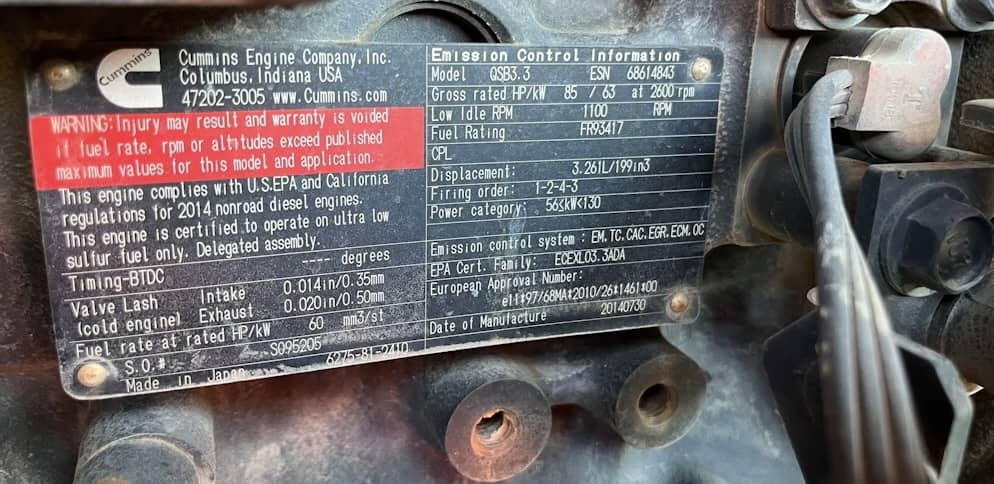 Cummins
Cummins Engine Company, Inc.
Columbus, Indiana USA
47202-3005 www.Cummins.com
WARNING: Injury may result and warranty is voided
if fuel rate, rpm or altitudes exceed published
maximum values for this model and application.
This engine complies with U.S.EPA and California
regulations for 2014 nonroad diesel engines.
This engine is certified to operate on ultra low
sulfur fuel only. Delegated assembly.
Timing-BTDC ---- degrees
Valve Lash Intake 0.014in/0.35mm
(cold engine) Exhaust 0.020in/0.50mm
Fuel rate at rated HP/kW 60 mm3/st
S.O.# S095205
Made in Japan 6275-81-2710
Emission Control Information
Model QSB3.3 ESN 68614843
Gross rated HP/kW 85 / 63 at 2600 rpm
Low Idle RPM 1100 RPM
Fuel Rating FR93417
CPL
Displacement: 3.261L/199in3
Firing order: 1-2-4-3
Power category: 56≤kW<130
Emission control system : EM.TC.CAC.EGR.ECM.OC
EPA Cert. Family: ECEXL03.3ADA
European Approval Number:
e11*97/68MA*2010/26*1461*00
Date of Manufacture 20140730